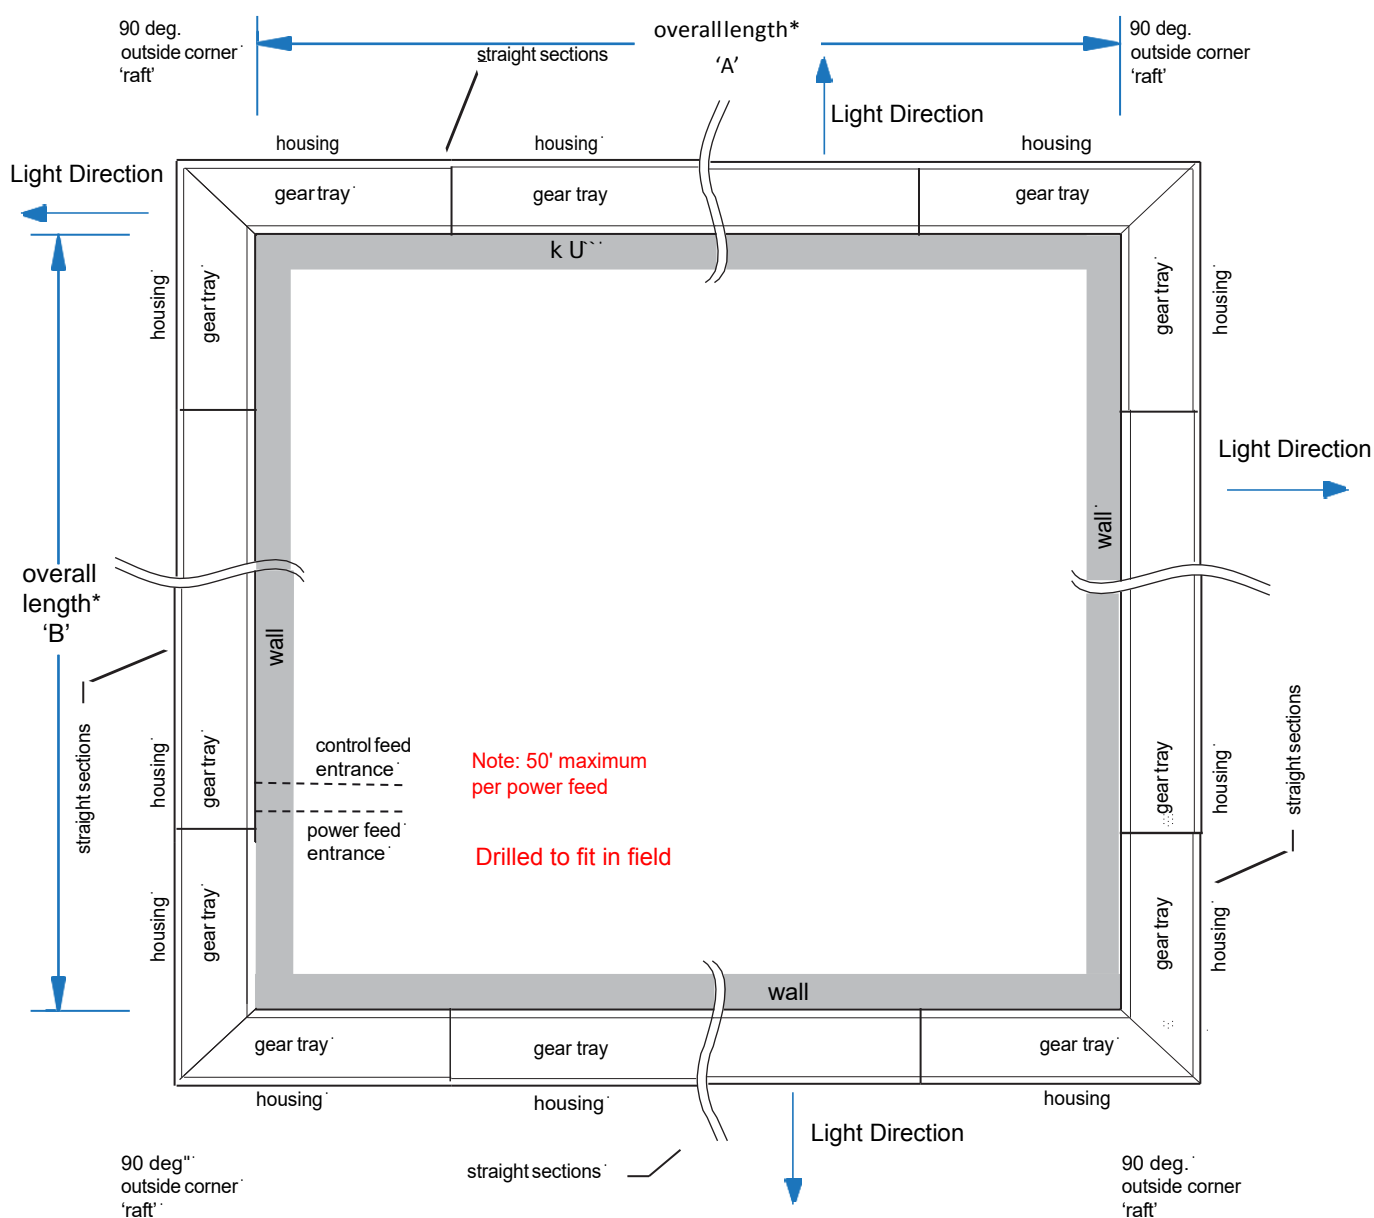 90 deg.
outside corner
‘raft’
straight sections
overall length*
‘A’
90 deg.
outside corner
‘raft’
Light Direction
housing
housing
housing
Light Direction
gear tray
gear tray
gear tray
k U
housing
gear tray
gear tray
housing
Light Direction
wall
overall
length*
‘B’
wall
straight sections
housing
gear tray
control feed
entrance
power feed
entrance
Note: 50' maximum
per power feed
Drilled to fit in field
gear tray
housing
straight sections
housing
gear tray
gear tray
housing
wall
gear tray
gear tray
gear tray
housing
housing
housing
Light Direction
90 deg"
outside corner
‘raft’
straight sections
90 deg.
outside corner
‘raft’